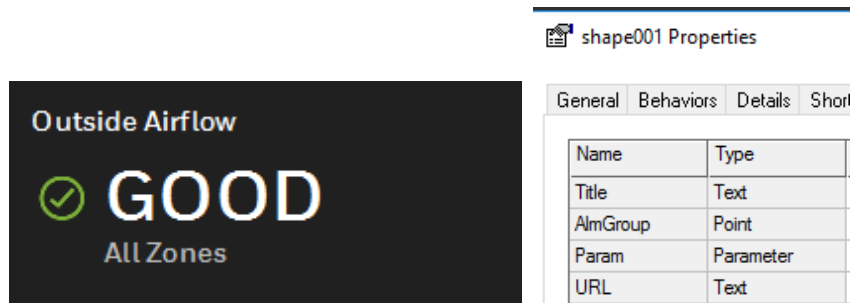 Outside Airflow
GOOD
All Zones
shape001 Properties
General Behaviors Details
Name Type
Title Text
AlmGroup Point
Param Parameter
URL Text